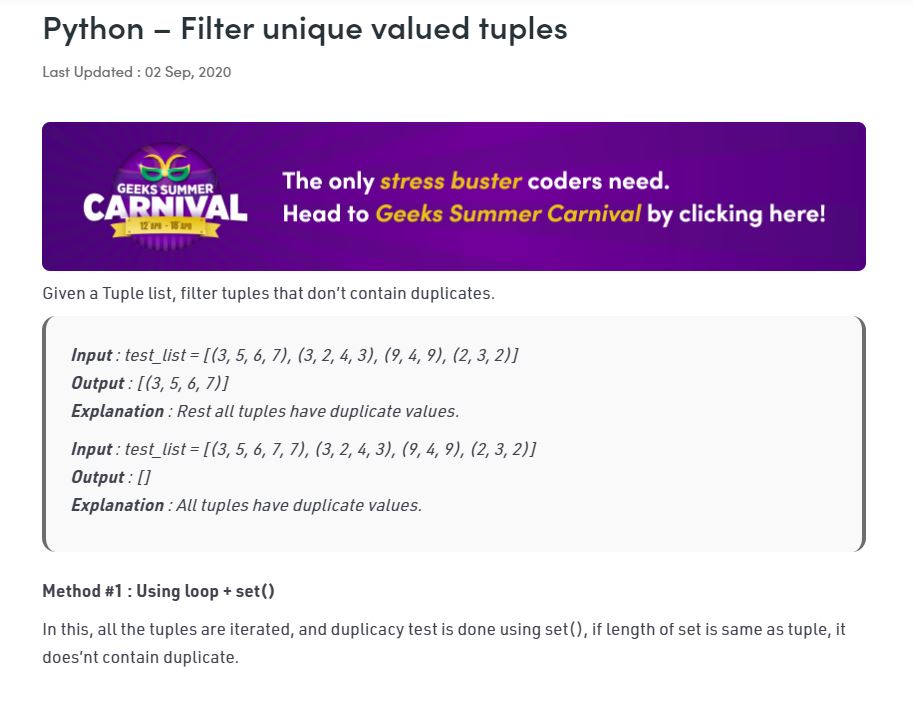 Python – Filter unique valued tuples
Last Updated : 02 Sep, 2020
GEEKS SUMMER
CARNIVAL
12 APR - 18 APR
The only stress buster coders need.
Head to Geeks Summer Carnival by clicking here!
Given a Tuple list, filter tuples that don’t contain duplicates.
Input : test_list = [(3, 5, 6, 7), (3, 2, 4, 3), (9, 4, 9), (2, 3, 2)]
Output : [(3, 5, 6, 7)]
Explanation : Rest all tuples have duplicate values.
Input : test_list = [(3, 5, 6, 7, 7), (3, 2, 4, 3), (9, 4, 9), (2, 3, 2)]
Output : []
Explanation : All tuples have duplicate values.
Method #1 : Using loop + set()
In this, all the tuples are iterated, and duplicacy test is done using set(), if length of set is same as tuple, it
does’nt contain duplicate.